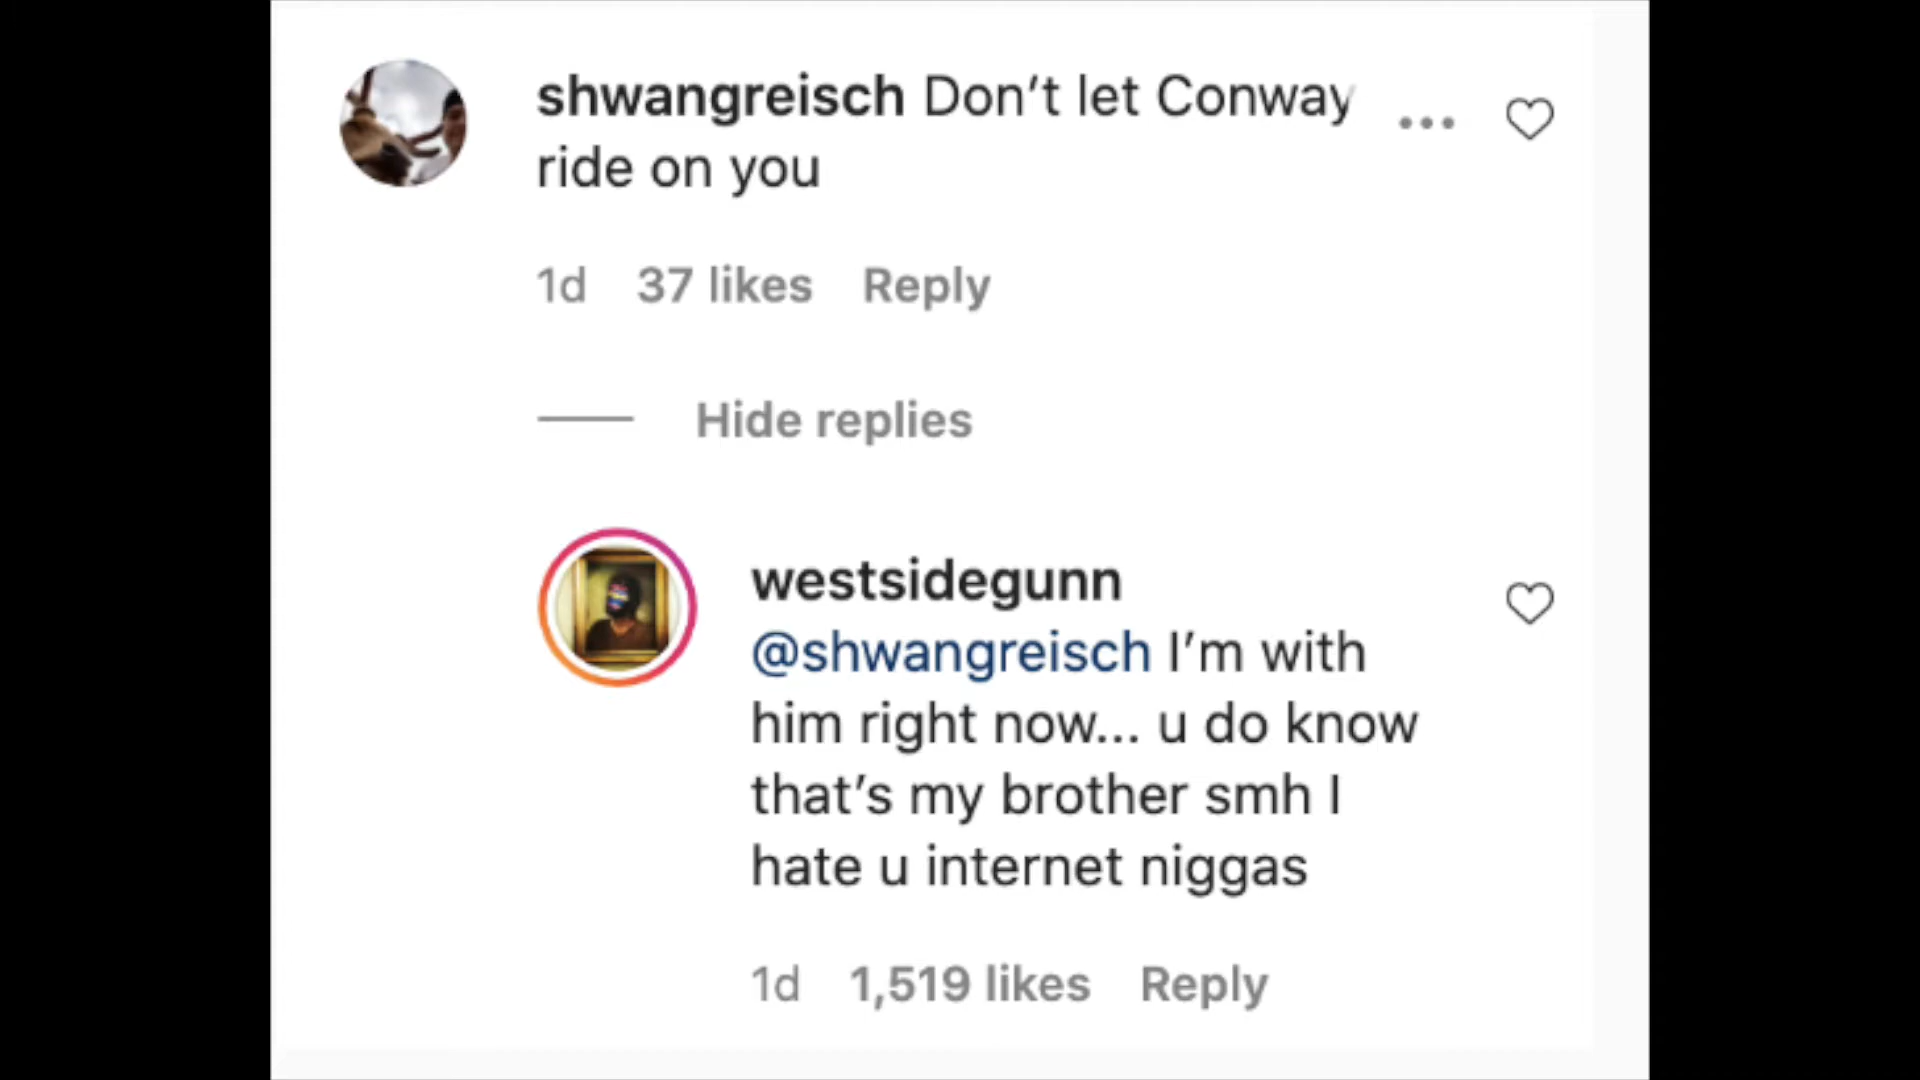 shwangreisch Don't let Conway
ride on you
1d 37 likes Reply
Hide replies
westsidegunn
@shwangreisch I'm with
him right now... u do know
that's my brother smh I
hate u internet niggas
1d 1,519 likes Reply